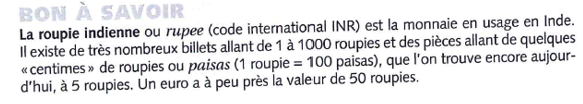 BON À SAVOIR
La roupie indienne ou rupee (code international INR) est la monnaie en usage en Inde.
Il existe de très nombreux billets allant de 1 à 1000 roupies et des pièces allant de quelques
«centimes» de roupies ou paisas (1 roupie = 100 paisas), que l'on trouve encore aujour-
d'hui, à 5 roupies. Un euro a à peu près la valeur de 50 roupies.